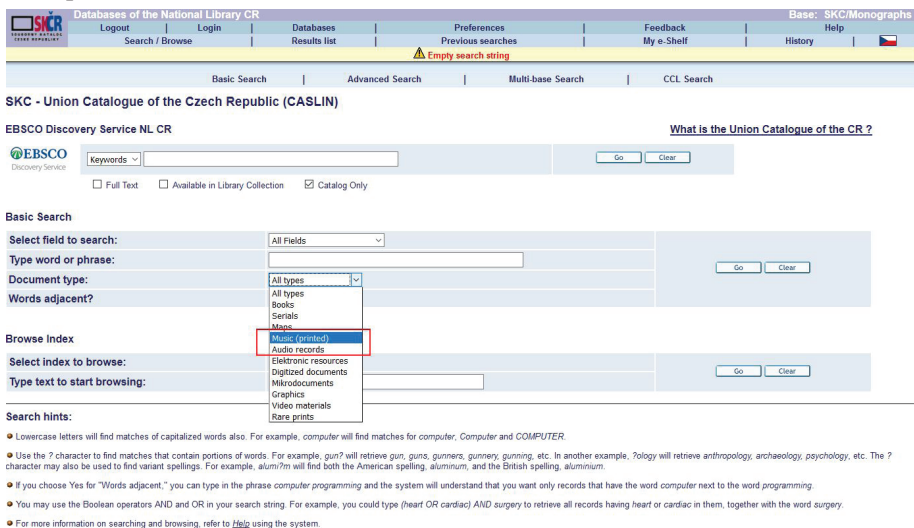 Databases of the National Library CR Base: SKC/Monographs
SKČR
SOUBORNÝ KATALOG
ČESKÉ REPUBLIKY
Logout | Login | Databases | Preferences | Feedback | Help
Search / Browse | Results list | Previous searches | My e-Shelf | History |
Empty search string
Basic Search | Advanced Search | Multi-base Search | CCL Search
SKC - Union Catalogue of the Czech Republic (CASLIN)
EBSCO Discovery Service NL CR What is the Union Catalogue of the CR ?
EBSCO
Discovery Service
Keywords
Go Clear
Full Text Available in Library Collection Catalog Only
Basic Search
Select field to search: All Fields
Type word or phrase:
Go Clear
Document type: All types
Words adjacent?
All types
Books
Serials
Maps
Music (printed)
Audio records
Elektronic resources
Digitized documents
Mikrodocuments
Graphics
Video materials
Rare prints
Browse Index
Select index to browse:
Type text to start browsing:
Go Clear
Search hints:
Lowercase letters will find matches of capitalized words also. For example, computer will find matches for computer, Computer and COMPUTER.
Use the ? character to find matches that contain portions of words. For example, gun? will retrieve gun, guns, gunners, gunnery, gunning, etc. In another example, ?ology will retrieve anthropology, archaeology, psychology, etc. The ?
character may also be used to find variant spellings. For example, alumi?m will find both the American spelling, aluminum, and the British spelling, aluminium.
If you choose Yes for "Words adjacent," you can type in the phrase computer programming and the system will understand that you want only records that have the word computer next to the word programming.
You may use the Boolean operators AND and OR in your search string. For example, you could type (heart OR cardiac) AND surgery to retrieve all records having heart or cardiac in them, together with the word surgery.
For more information on searching and browsing, refer to Help using the system.